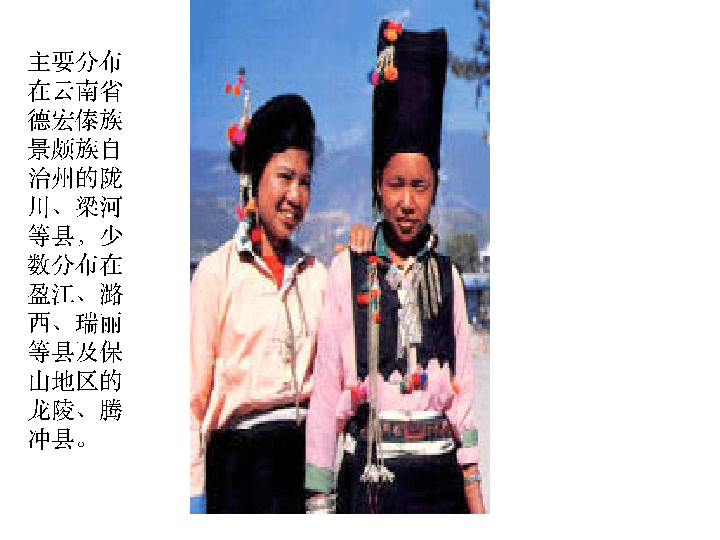 主要分布
在云南省
德宏傣族
景颇族自
治州的陇
川、梁河
等县，少
数分布在
盈江、潞
西、瑞丽
等县及保
山地区的
龙陵、腾
冲县。